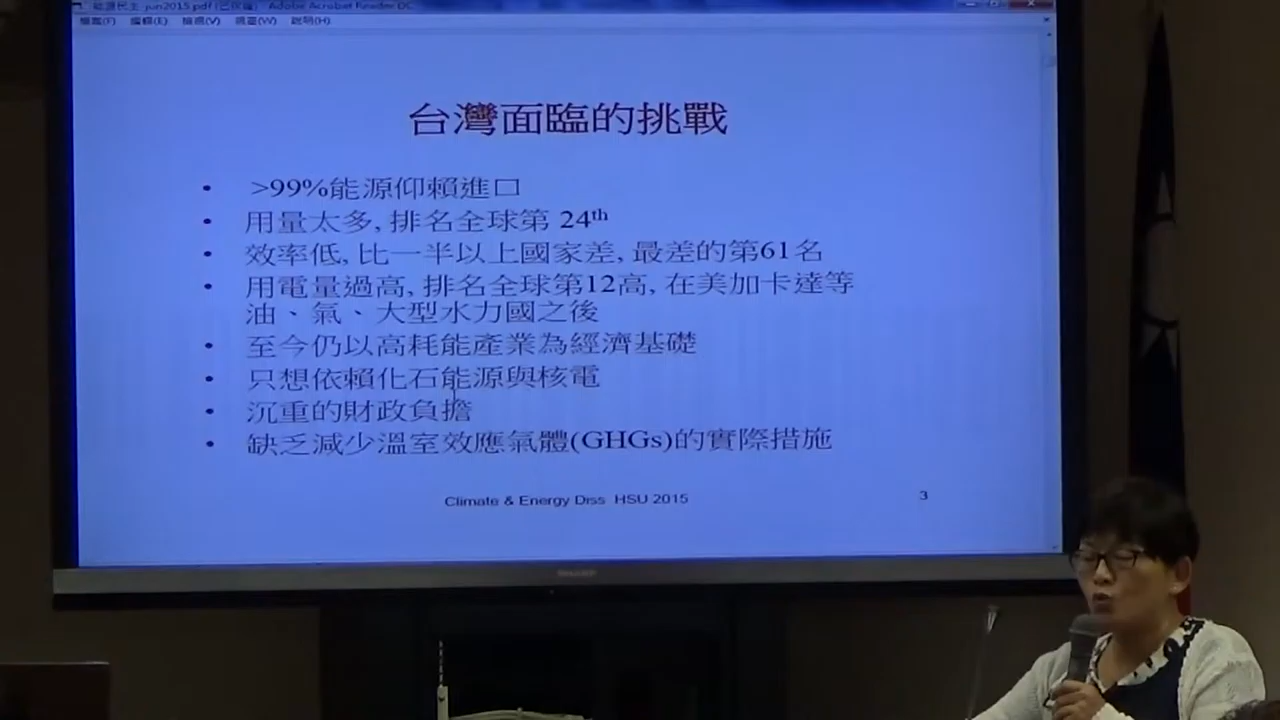 能源民主-jun2015.pdf (已保護) - Adobe Acrobat Reader DC
檔案(F) 編輯(E) 檢視(V) 視窗(W) 說明(H)
台灣面臨的挑戰
• >99%能源仰賴進口
• 用量太多, 排名全球第 24th
• 效率低, 比一半以上國家差, 最差的第61名
• 用電量過高, 排名全球第12高, 在美加卡達等
油、氣、大型水力國之後
• 至今仍以高耗能產業為經濟基礎
• 只想依賴化石能源與核電
• 沉重的財政負擔
• 缺乏減少溫室效應氣體(GHGs)的實際措施
Climate & Energy Diss HSU 2015
3
SHARP